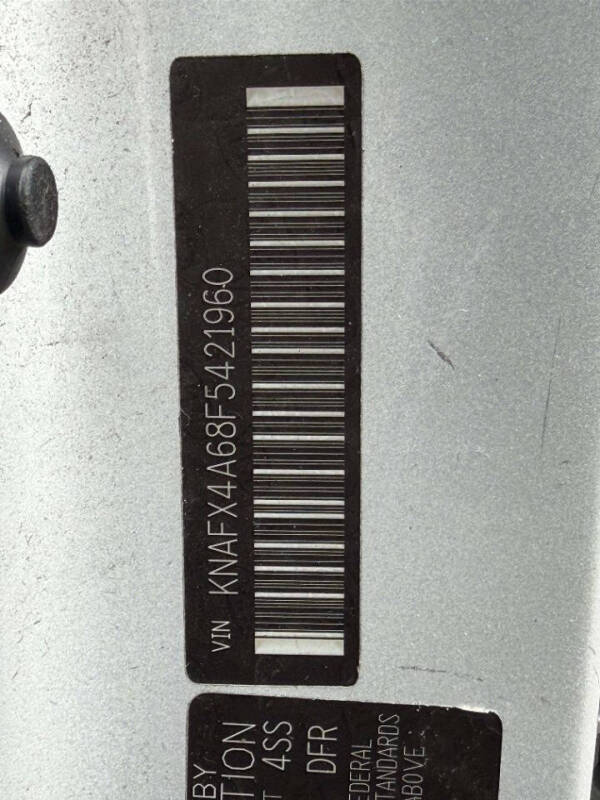 VIN KNAFX4A68F5421960
BY
TION
T 4SS
DFR
EDERAL
TANDARDS
ABOVE.